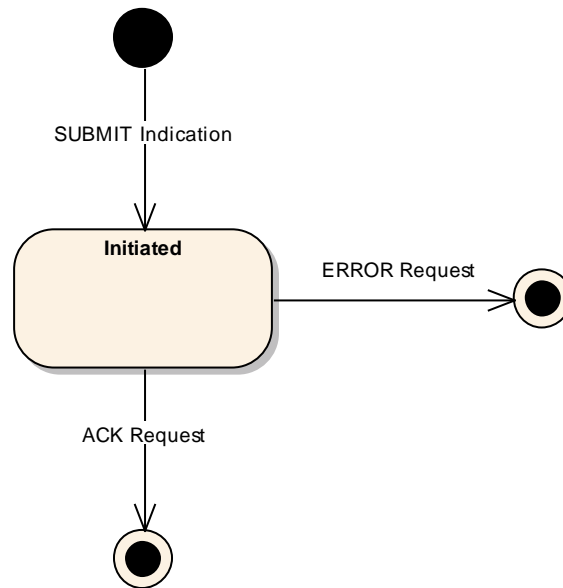 SUBMIT Indication
Initiated
ERROR Request
ACK Request